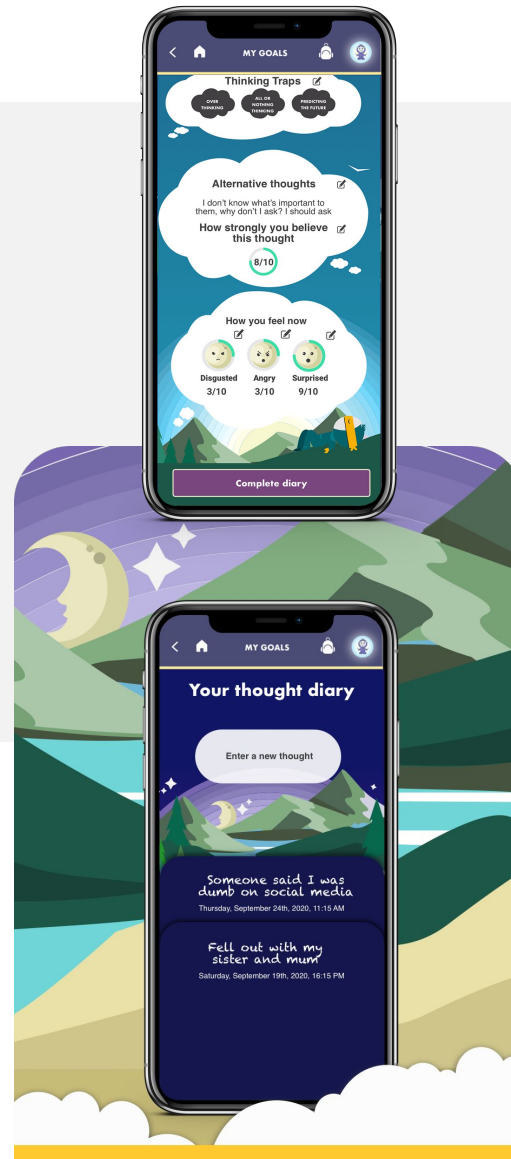 MY GOALS
Thinking Traps
OVER
THINKING
ALL OR
NOTHING
THINKING
PREDICTING
THE FUTURE
Alternative thoughts
I don't know what's important to
them, why don't I ask? I should ask
How strongly you believe
this thought
8/10
How you feel now
Disgusted Angry Surprised
3/10 3/10 9/10
Complete diary
MY GOALS
Your thought diary
Enter a new thought
Someone said I was
dumb on social media
Thursday, September 24th, 2020, 11:15 AM
Fell out with my
sister and mum
Saturday, September 19th, 2020, 16:15 PM